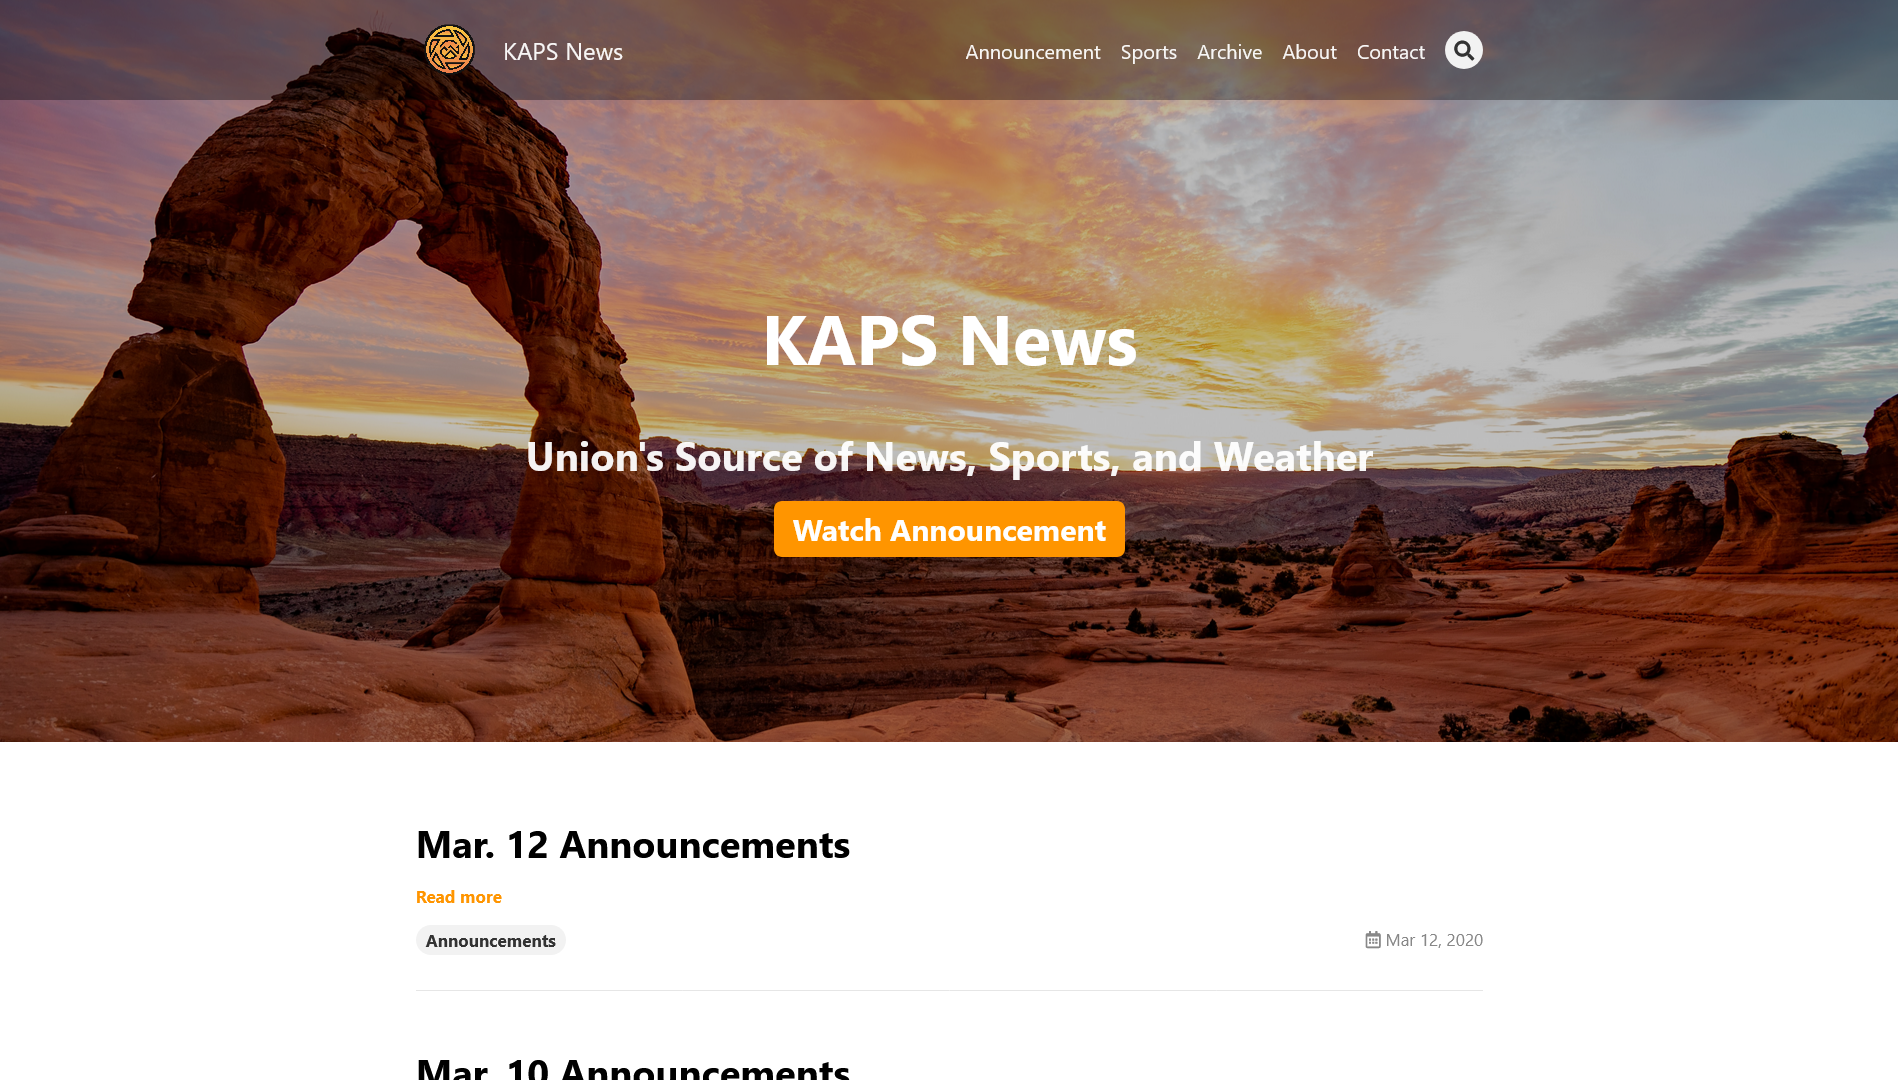 KAPS News
Announcement Sports Archive About Contact
KAPS News
Union's Source of News, Sports, and Weather
Watch Announcement
Mar. 12 Announcements
Read more
Announcements
Mar 12, 2020
Mar. 10 Announcements